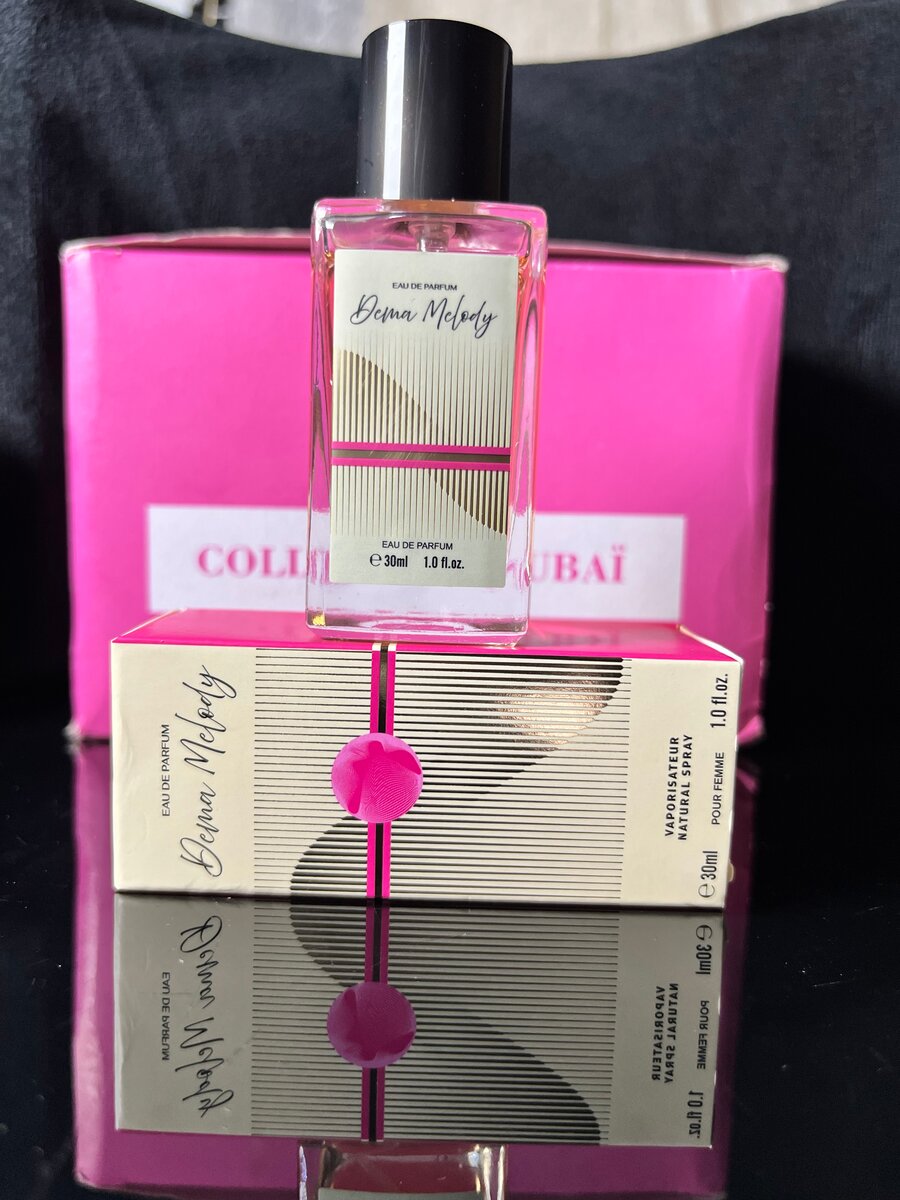 EAU DE PARFUM
Dema Melody
EAU DE PARFUM
℮ 30ml 1.0 fl.oz.
COLL UBAÏ
EAU DE PARFUM
Dema Melody
VAPORISATEUR
NATURAL SPRAY
POUR FEMME
℮ 30ml 1.0 fl.oz.